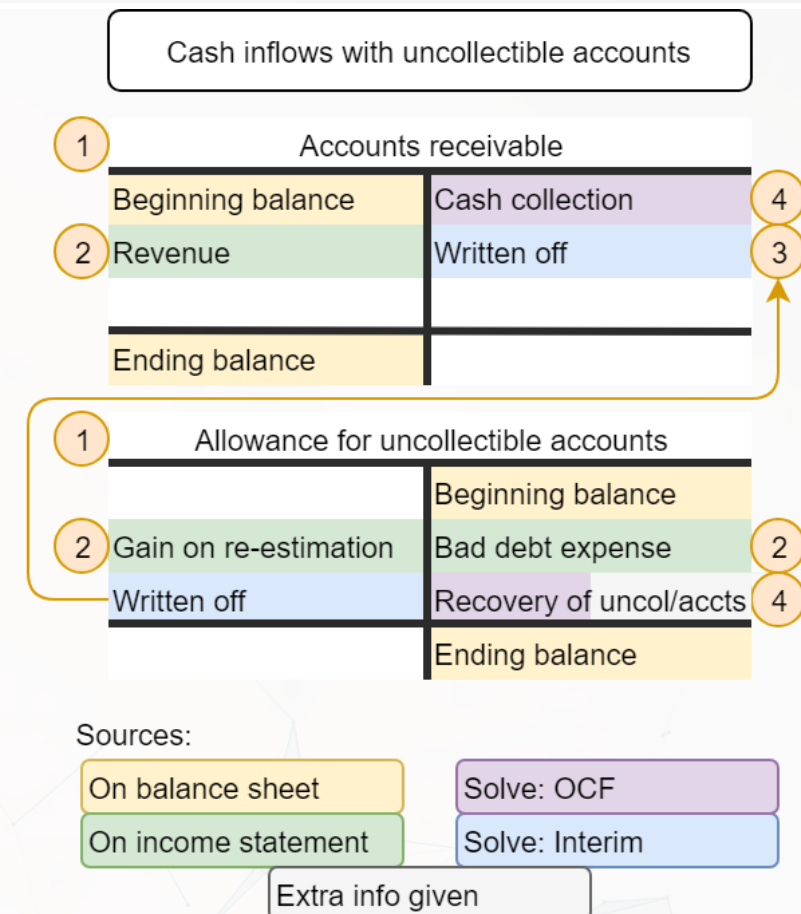 Cash inflows with uncollectible accounts
1 Accounts receivable
Beginning balance Cash collection 4
2 Revenue Written off 3
Ending balance
1 Allowance for uncollectible accounts
Beginning balance
2 Gain on re-estimation Bad debt expense 2
Written off Recovery of uncol/accts 4
Ending balance
Sources:
On balance sheet Solve: OCF
On income statement Solve: Interim
Extra info given